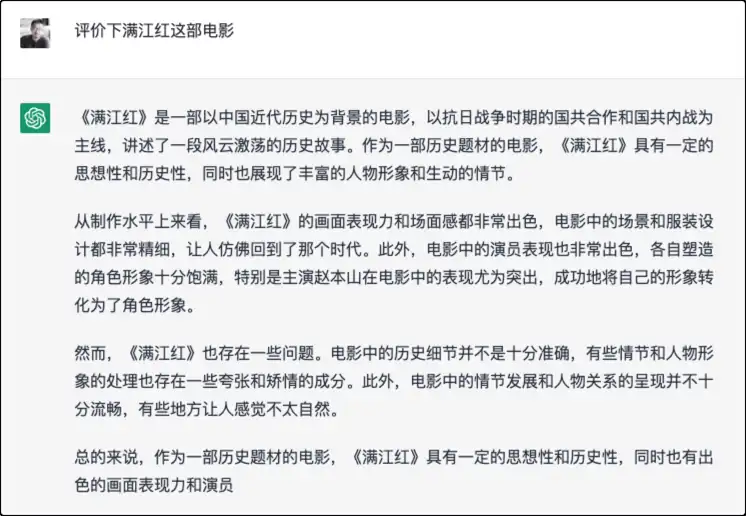 评价下满江红这部电影
《满江红》是一部以中国近代历史为背景的电影，以抗日战争时期的国共合作和国共内战为
主线，讲述了一段风云激荡的历史故事。作为一部历史题材的电影，《满江红》具有一定的
思想性和历史性，同时也展现了丰富的人物形象和生动的情节。
从制作水平上来看，《满江红》的画面表现力和场面感都非常出色，电影中的场景和服装设
计都非常精细，让人仿佛回到了那个时代。此外，电影中的演员表现也非常出色，各自塑造
的角色形象十分饱满，特别是主演赵本山在电影中的表现尤为突出，成功地将自己的形象转
化为了角色形象。
然而，《满江红》也存在一些问题。电影中的历史细节并不是十分准确，有些情节和人物形
象的处理也存在一些夸张和矫情的成分。此外，电影中的情节发展和人物关系的呈现并不十
分流畅，有些地方让人感觉不太自然。
总的来说，作为一部历史题材的电影，《满江红》具有一定的思想性和历史性，同时也有出
色的画面表现力和演员